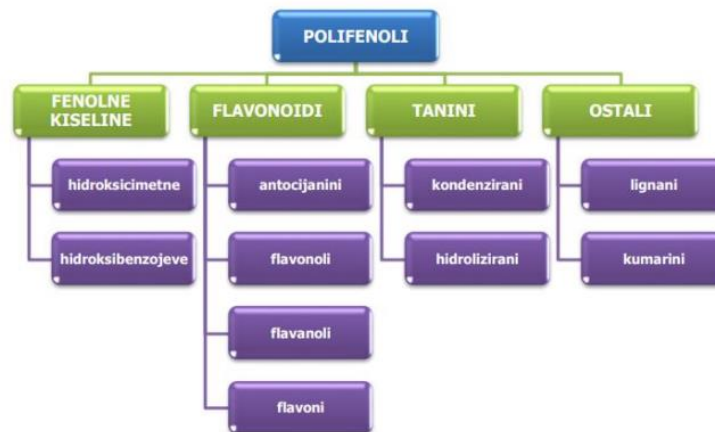 POLIFENOLI
FENOLNE
KISELINE
FLAVONOIDI
TANINI
OSTALI
hidroksicimetne
antocijanini
kondenzirani
lignani
hidroksibenzojeve
flavonoli
hidrolizirani
kumarini
flavanoli
flavoni